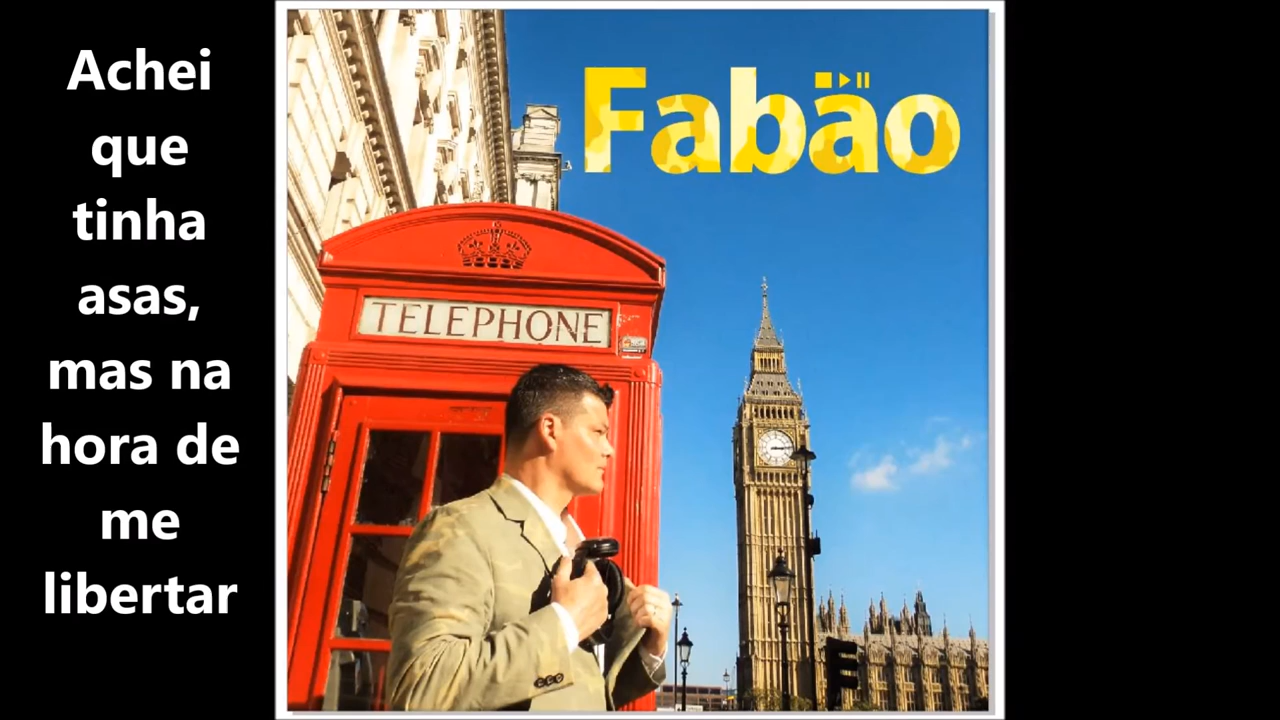 Achei
que
tinha
asas,
mas na
hora de
me
libertar
Fabão
TELEPHONE